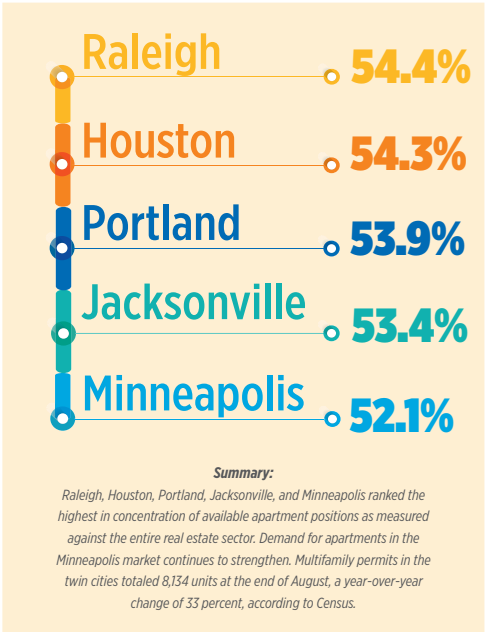 Raleigh 54.4%
Houston 54.3%
Portland 53.9%
Jacksonville 53.4%
Minneapolis 52.1%
Summary:
Raleigh, Houston, Portland, Jacksonville, and Minneapolis ranked the
highest in concentration of available apartment positions as measured
against the entire real estate sector. Demand for apartments in the
Minneapolis market continues to strengthen. Multifamily permits in the
twin cities totaled 8,134 units at the end of August, a year-over-year
change of 33 percent, according to Census.